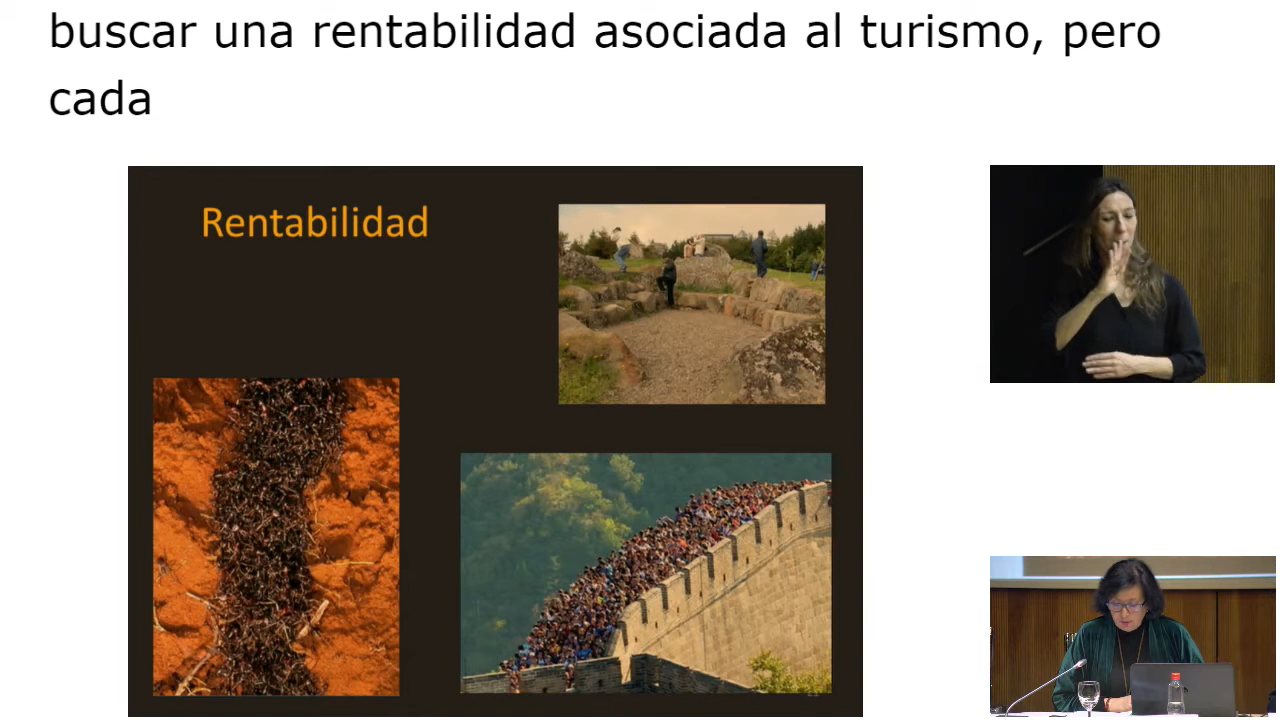 buscar una rentabilidad asociada al turismo, pero
cada
Rentabilidad